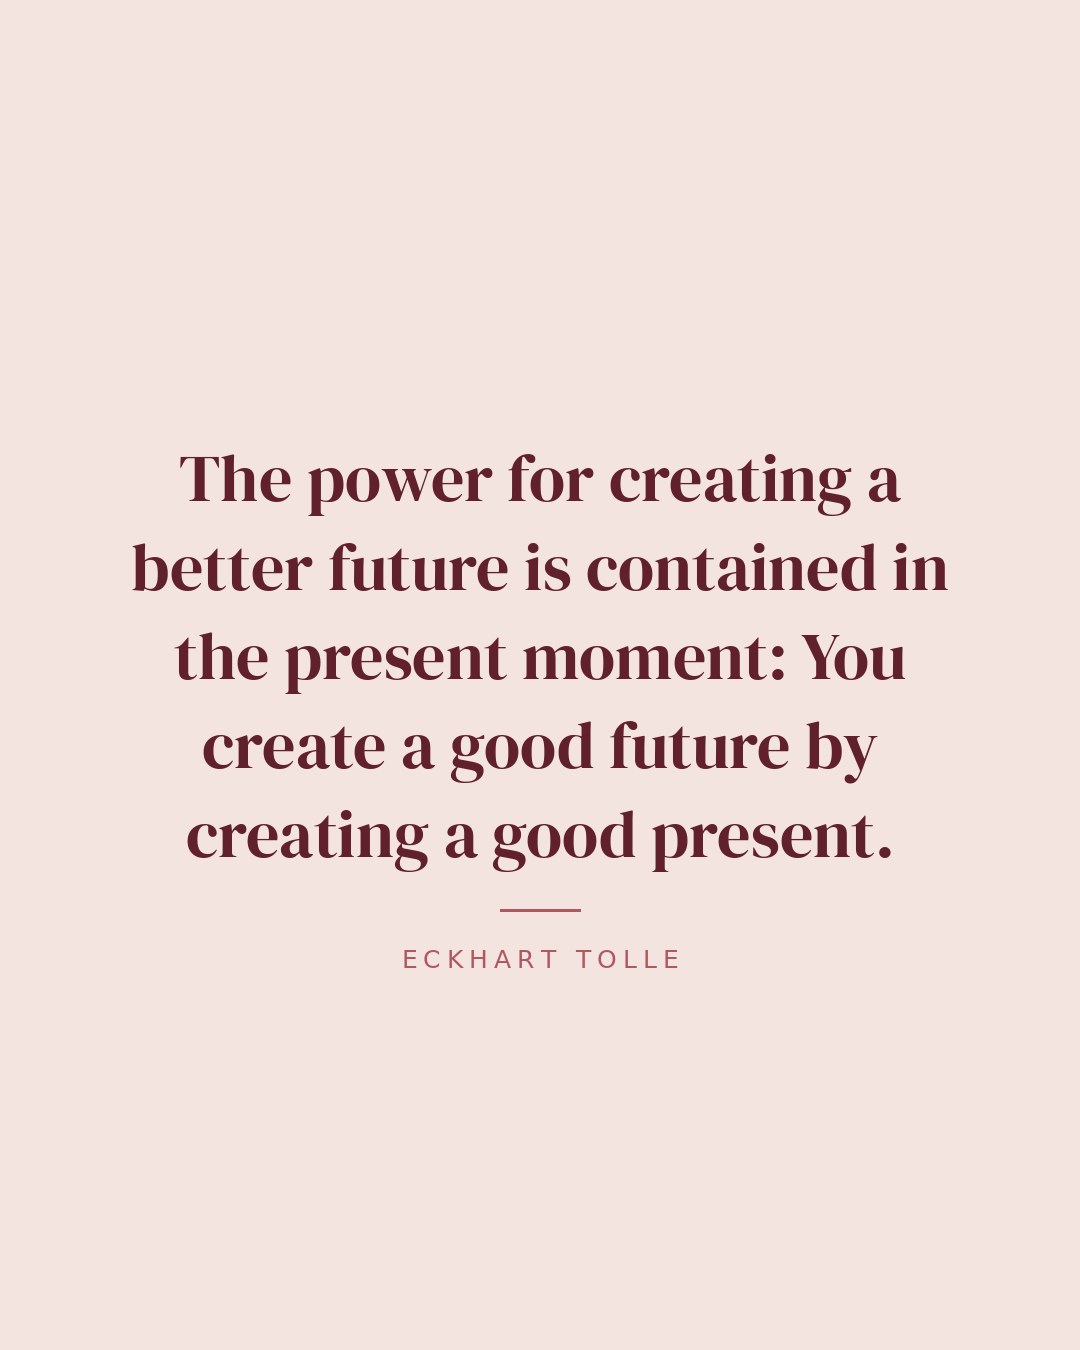 The power for creating a
better future is contained in
the present moment: You
create a good future by
creating a good present.
ECKHART TOLLE